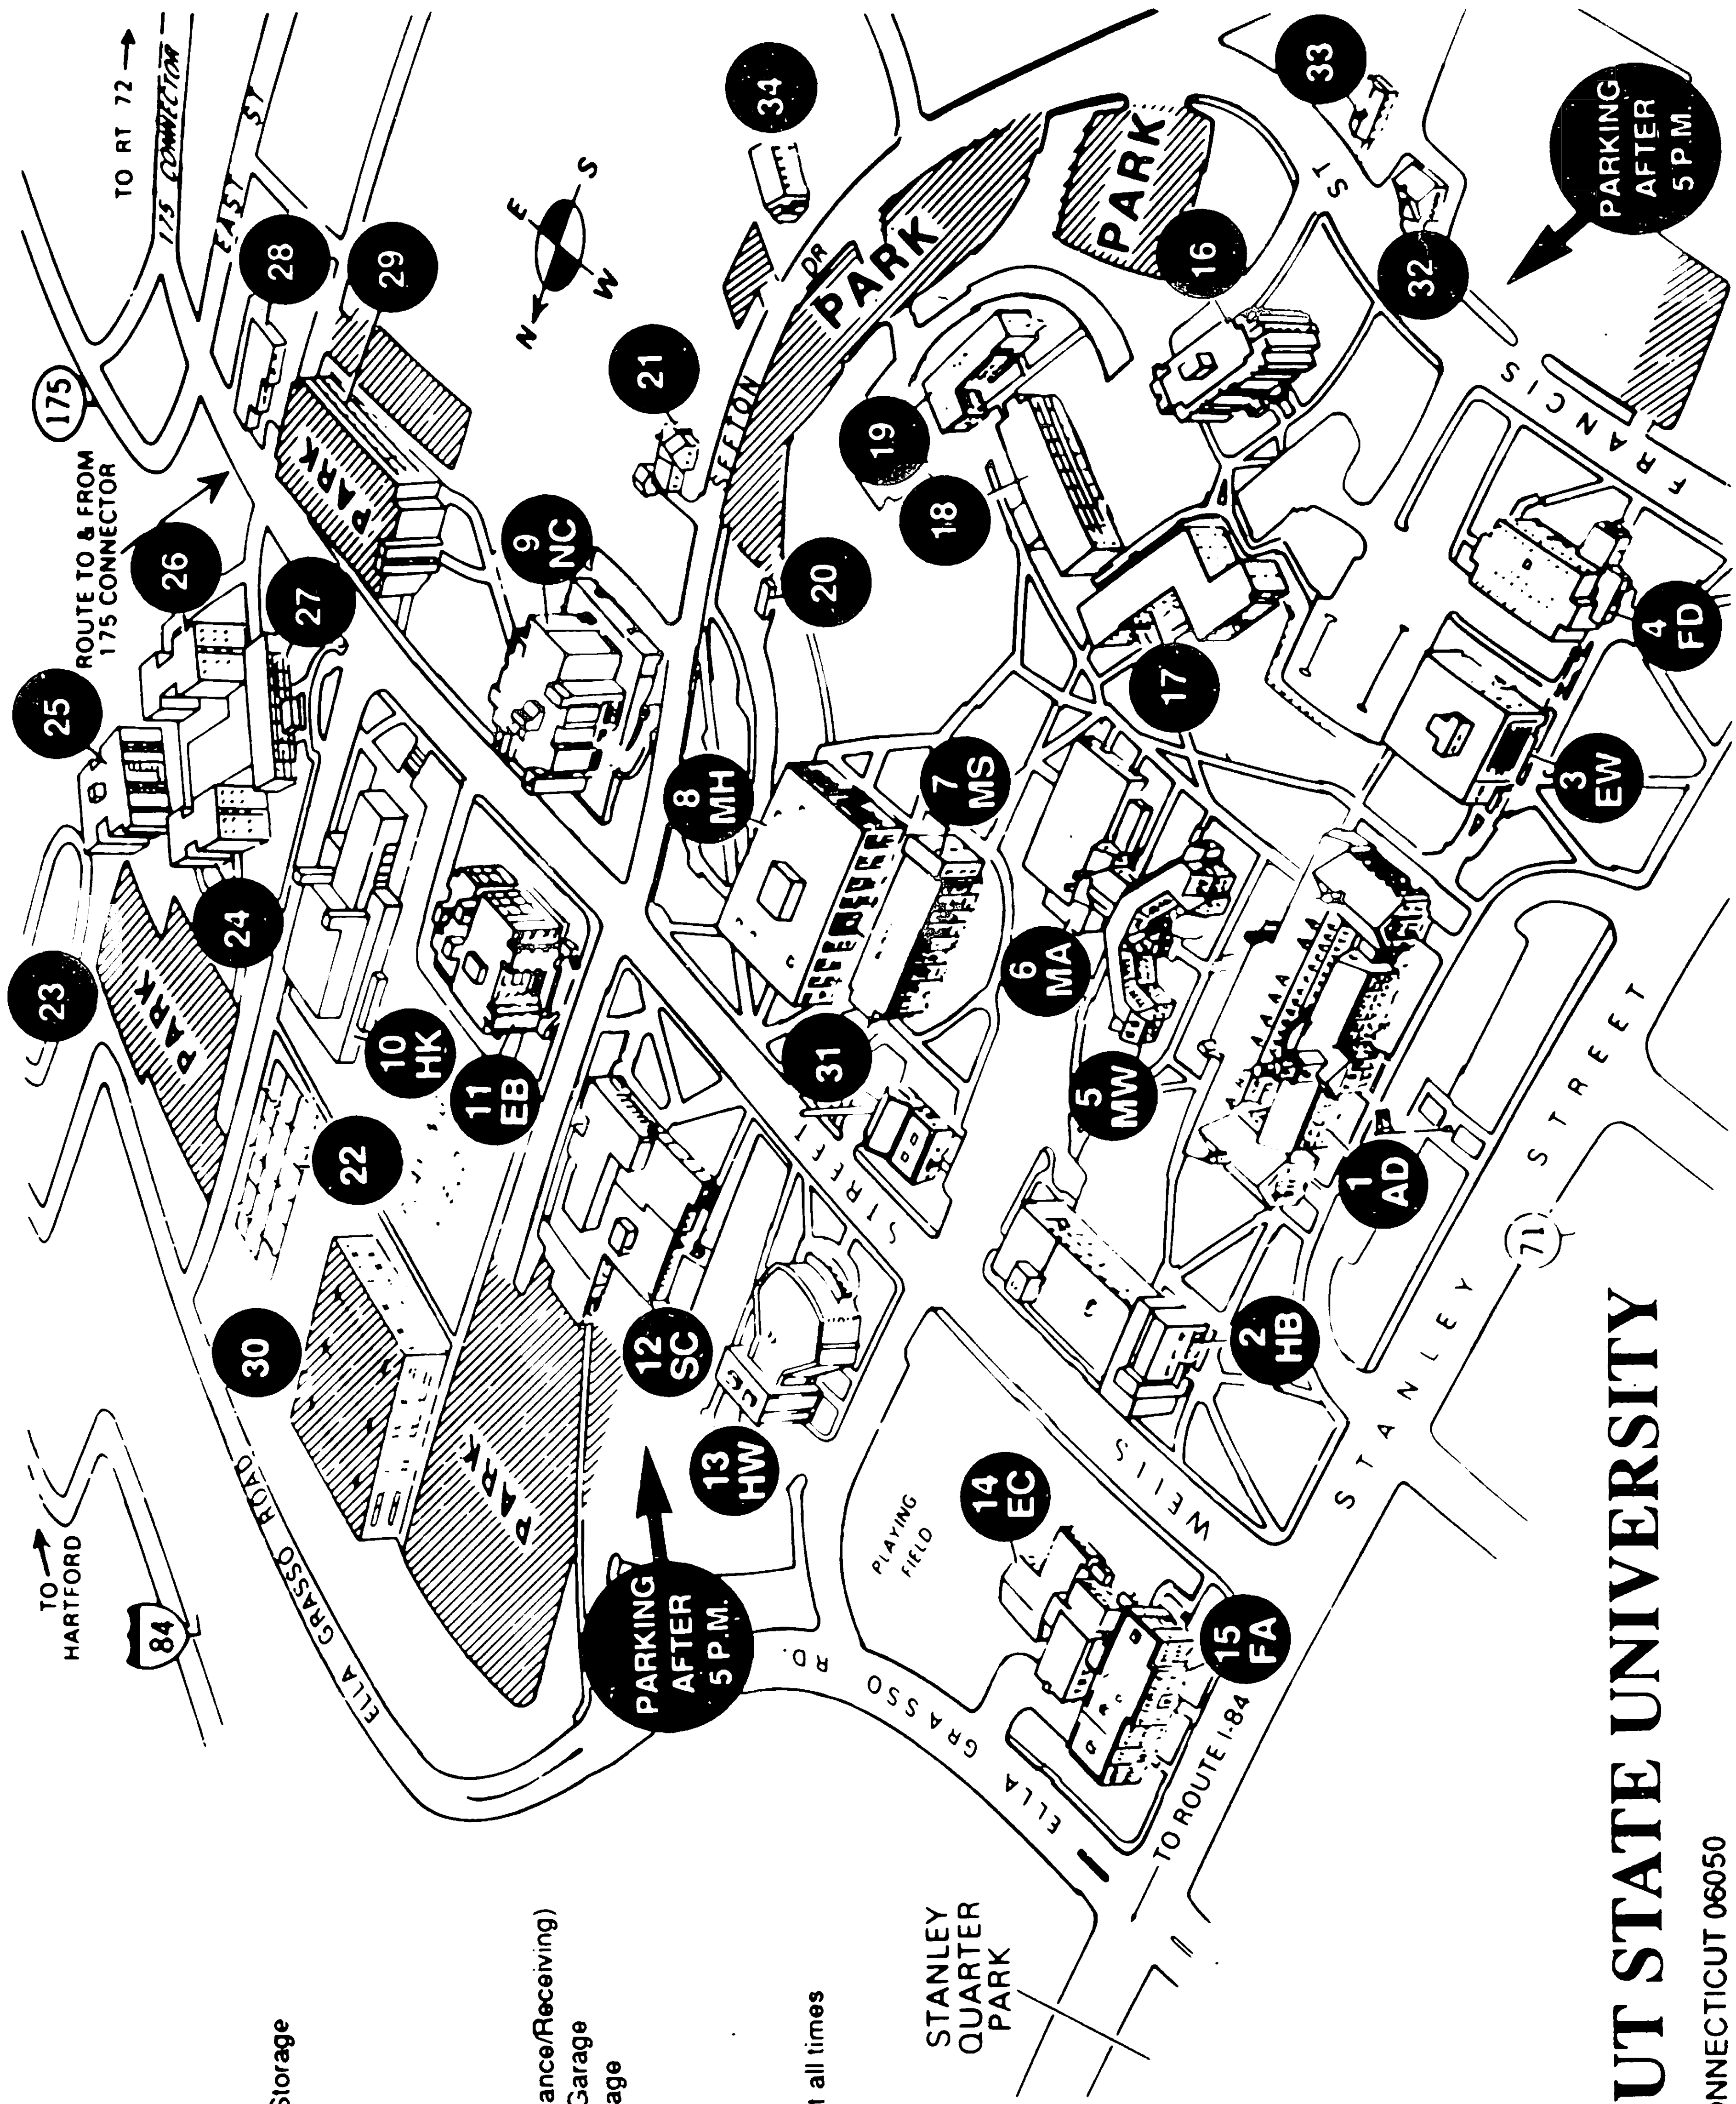 TO RT 72
175 CONNECTOR
EAST ST
175
ROUTE TO & FROM
175 CONNECTOR
TO
HARTFORD
84
ELLA GRASSO ROAD
23
25
26
24
27
28
29
PARK
PARK
30
22
10
HK
11
EB
9
NC
N
E
S
W
34
21
SEFTON DR
PARK
PARK
8
MH
20
19
18
16
7
MS
31
12
SC
13
HW
PARK
PARKING
AFTER
5 P.M.
ELLA GRASSO RD.
PLAYING
FIELD
14
EC
15
FA
WELLS STREET
6
MA
5
MW
17
33
32
PARKING
AFTER
5 P.M.
FRANCIS ST
4
FD
3
EW
1
AD
2
HB
STANLEY STREET
71
TO ROUTE I-84
STANLEY
QUARTER
PARK
Storage
ance/Receiving)
Garage
age
t all times
UT STATE UNIVERSITY
ONNECTICUT 06050